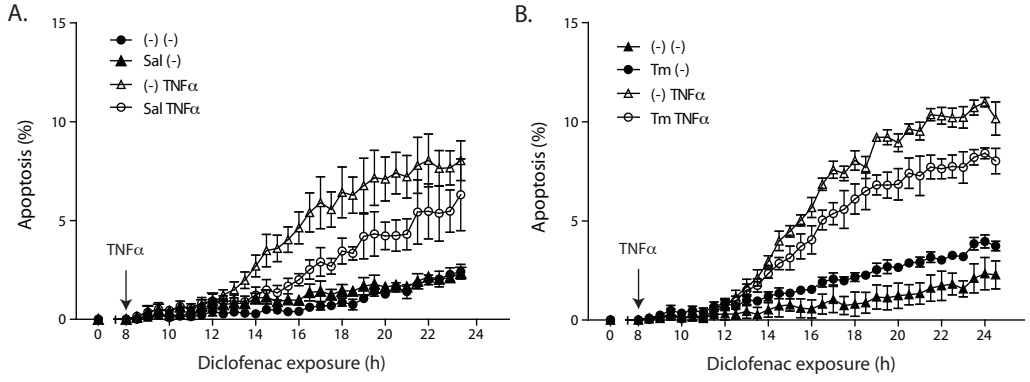 A.
Apoptosis (%)
15
10
5
0
(-) (-)
Sal (-)
(-) TNFα
Sal TNFα
TNFα
0 8 10 12 14 16 18 20 22 24
Diclofenac exposure (h)
B.
Apoptosis (%)
15
10
5
0
(-) (-)
Tm (-)
(-) TNFα
Tm TNFα
TNFα
0 8 10 12 14 16 18 20 22 24
Diclofenac exposure (h)